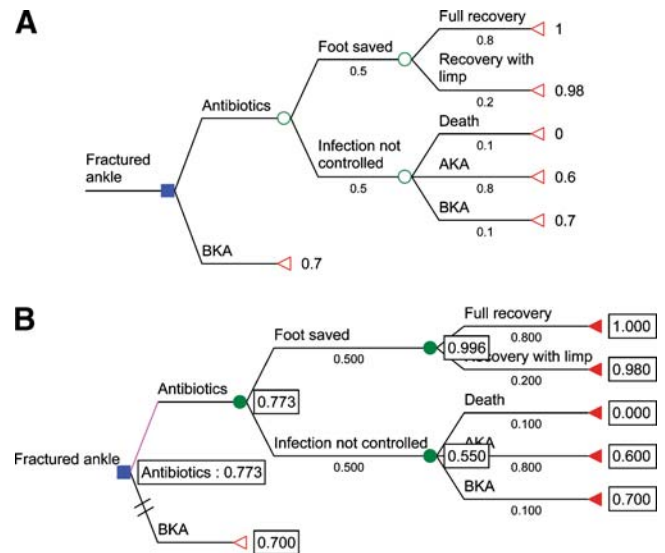 A
Full recovery
0.8
1
Foot saved
0.5
Recovery with
limp
0.2
0.98
Antibiotics
Death
0.1
0
Infection not
controlled
0.5
AKA
0.8
0.6
Fractured
ankle
BKA
0.1
0.7
BKA
0.7
B
Full recovery
0.800
1.000
Foot saved
0.500
0.996
Recovery with limp
0.200
0.980
Antibiotics
0.773
Death
0.100
0.000
Infection not controlled
0.500
0.550
AKA
0.800
0.600
Fractured ankle
Antibiotics : 0.773
BKA
0.100
0.700
BKA
0.700